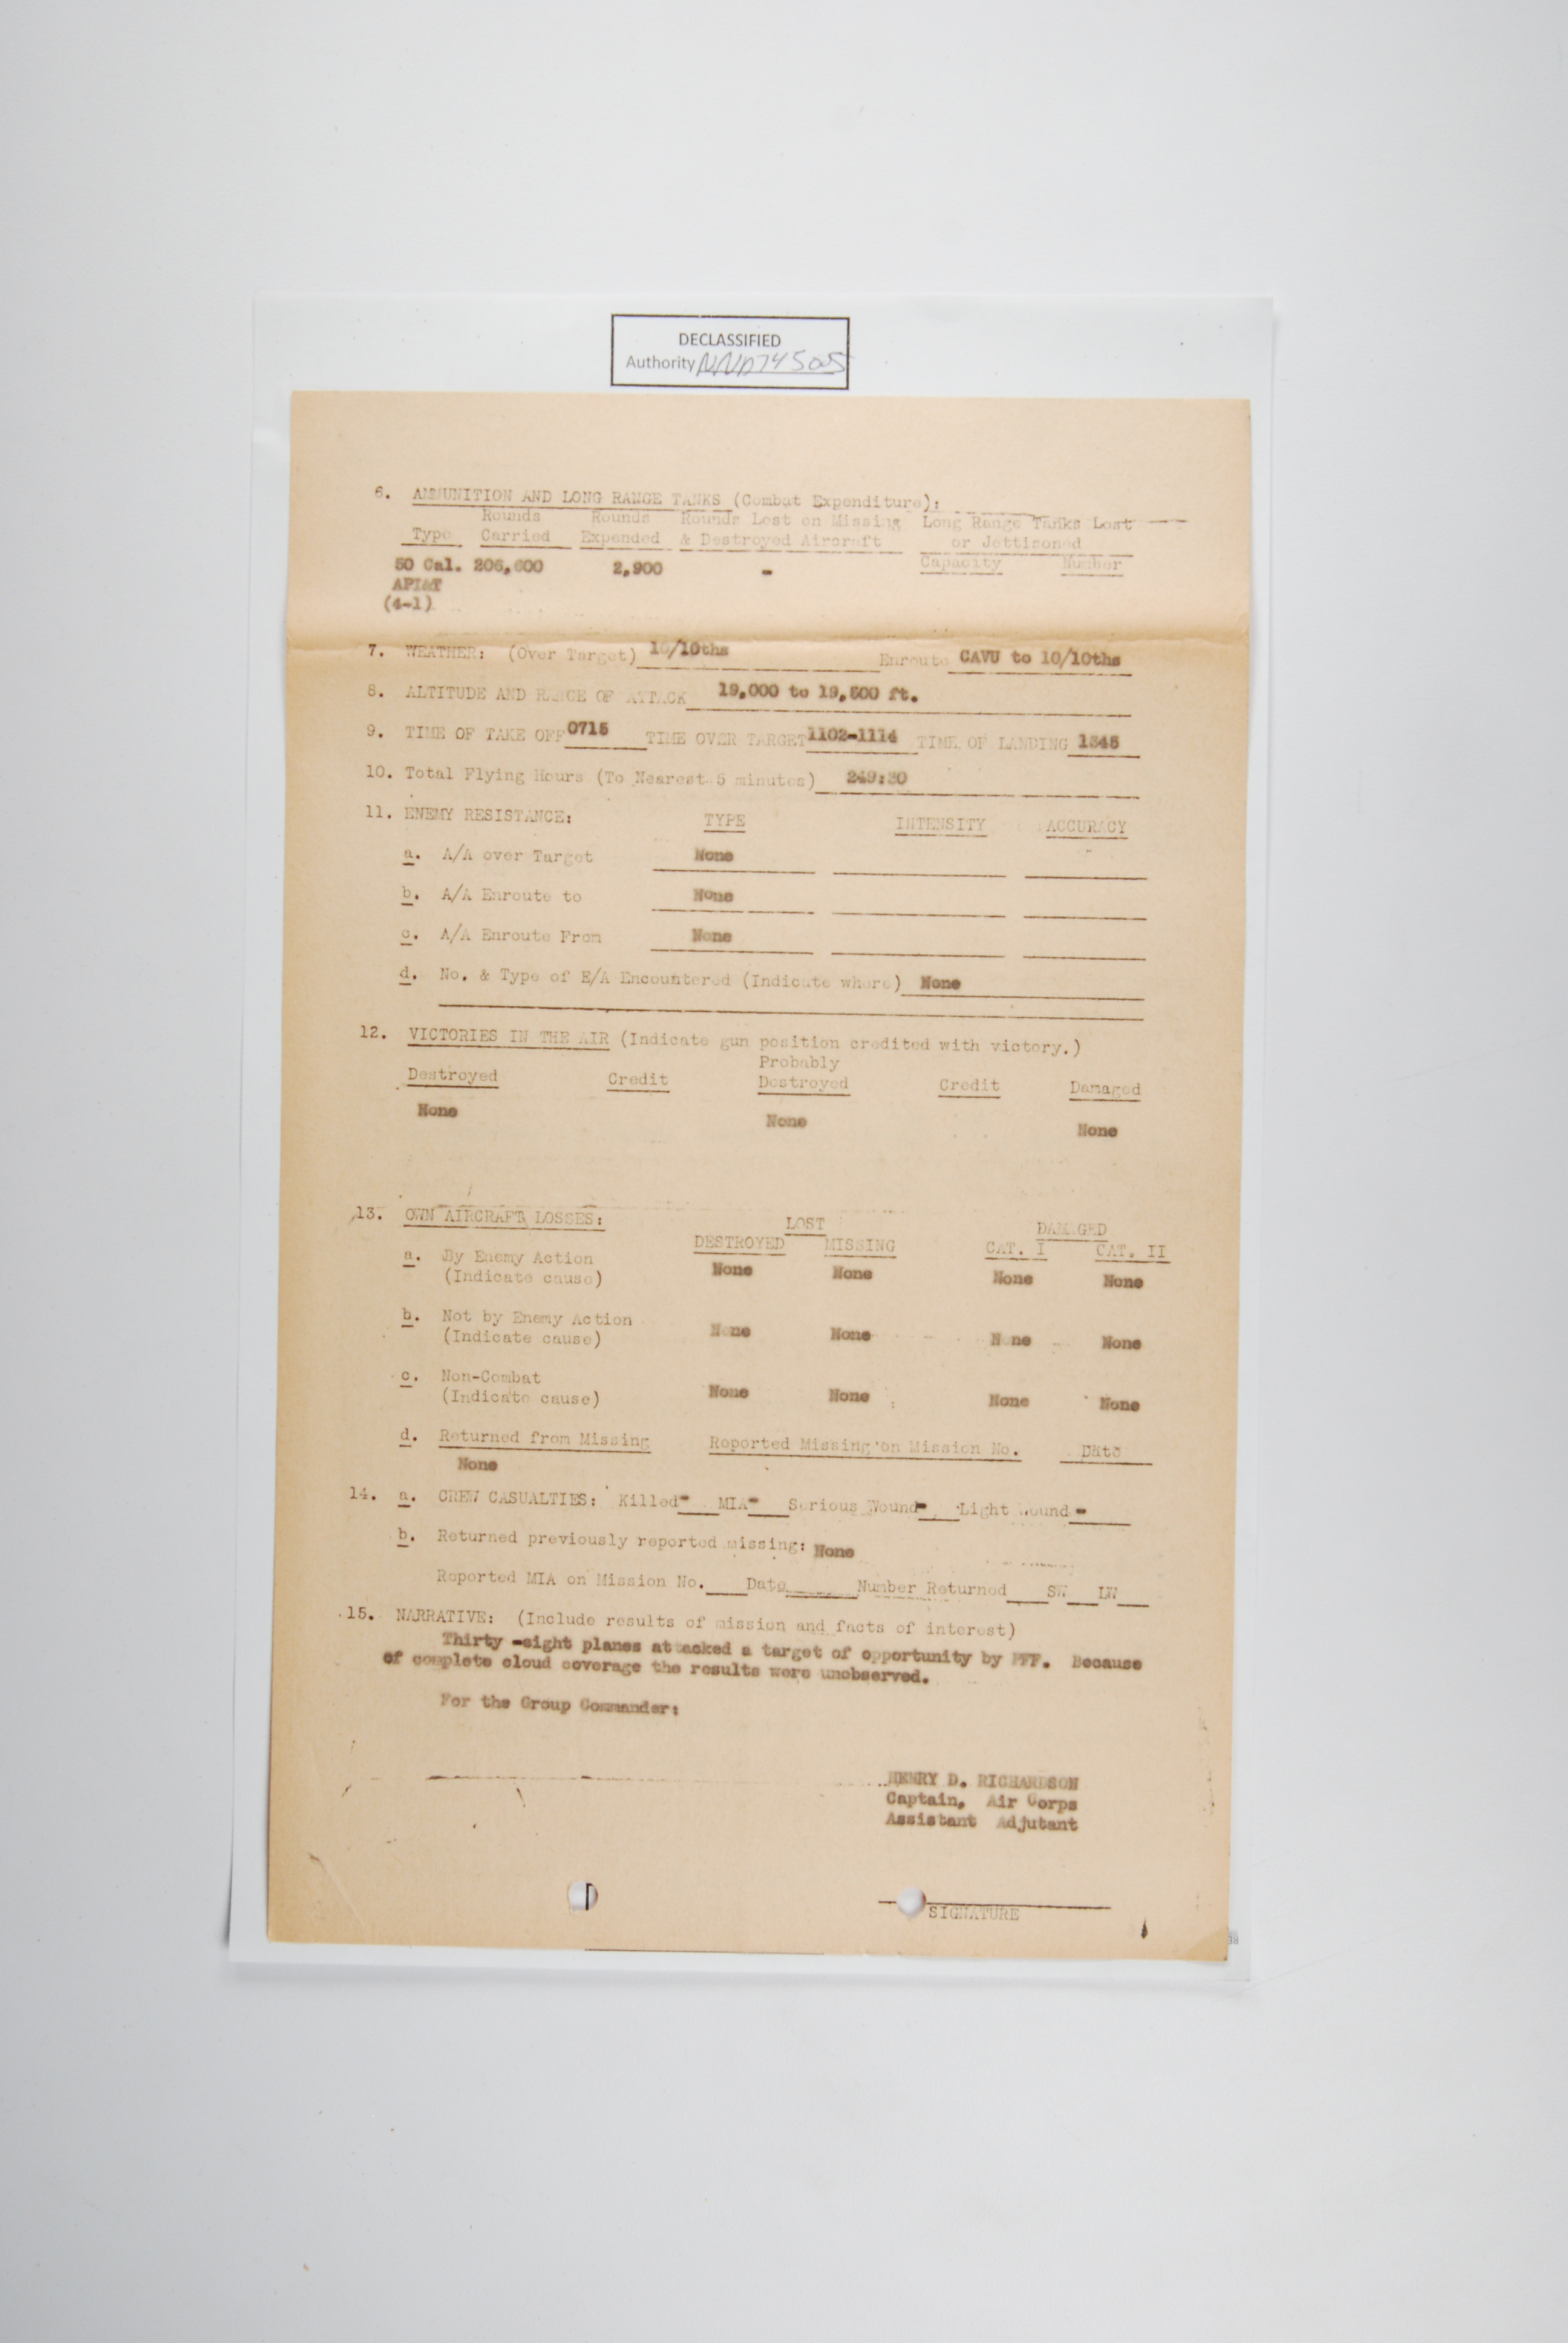 DECLASSIFIED
Authority NND745005
6. AMMUNITION AND LONG RANGE TANKS (Combat Expenditure):
Rounds Rounds Rounds Lost on Missing Long Range Tanks Lost
Type Carried Expended & Destroyed Aircraft or Jettisoned
50 Cal. 206,600 2,900 - Capacity Number
API&T
(4-1)
7. WEATHER: (Over Target) 10/10ths Enroute CAVU to 10/10ths
8. ALTITUDE AND RANGE OF ATTACK 19,000 to 19,500 ft.
9. TIME OF TAKE OFF 0715 TIME OVER TARGET 1102-1114 TIME OF LANDING 1345
10. Total Flying Hours (To Nearest 5 minutes) 249:30
11. ENEMY RESISTANCE: TYPE INTENSITY ACCURACY
a. A/A over Target None
b. A/A Enroute to None
c. A/A Enroute From None
d. No. & Type of E/A Encountered (Indicate where) None
12. VICTORIES IN THE AIR (Indicate gun position credited with victory.)
Probably
Destroyed Credit Destroyed Credit Damaged
None None None
13. OWN AIRCRAFT LOSSES: LOST DAMAGED
DESTROYED MISSING CAT. I CAT. II
a. By Enemy Action None None None None
(Indicate cause)
b. Not by Enemy Action None None None None
(Indicate cause)
c. Non-Combat None None None None
(Indicate cause)
d. Returned from Missing Reported Missing on Mission No. Date
None
14. a. CREW CASUALTIES: Killed - MIA - Serious Wound - Light Wound -
b. Returned previously reported missing: None
Reported MIA on Mission No. Date Number Returned SW LW
15. NARRATIVE: (Include results of mission and facts of interest)
Thirty -eight planes attacked a target of opportunity by PFF. Because
of complete cloud coverage the results were unobserved.
For the Group Commander:
HENRY D. RICHARDSON
Captain, Air Corps
Assistant Adjutant
SIGNATURE